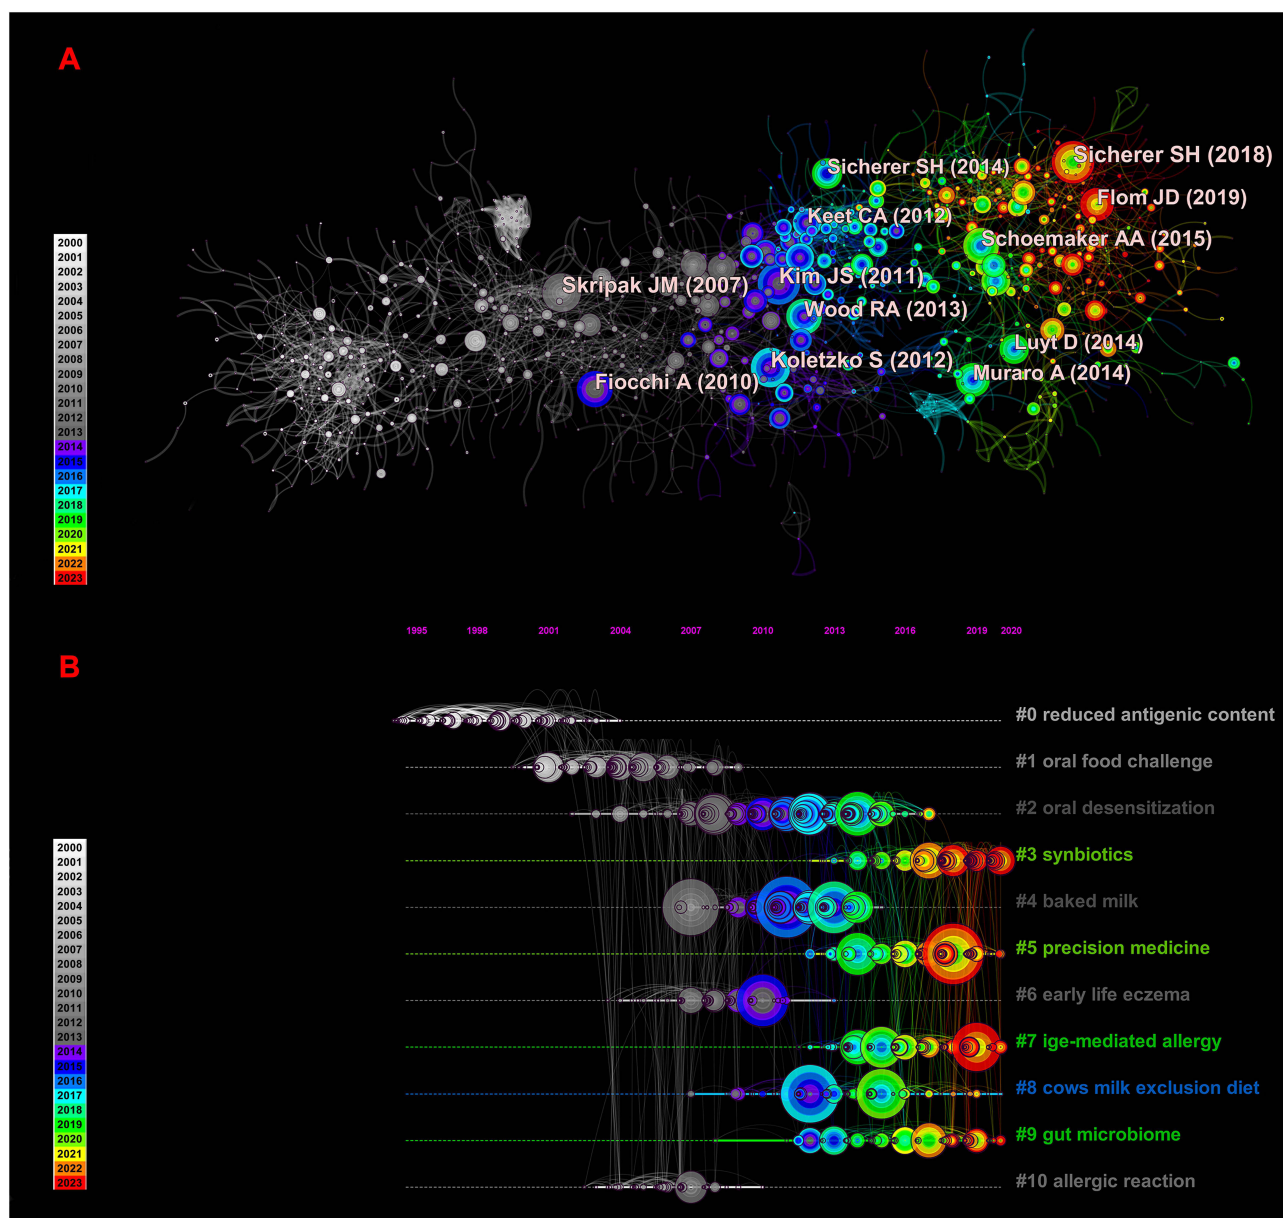 A
Sicherer SH (2018)
Sicherer SH (2014)
Flom JD (2019)
Keet CA (2012)
Schoemaker AA (2015)
Kim JS (2011)
Skripak JM (2007)
Wood RA (2013)
Luyt D (2014)
Koletzko S (2012)
Muraro A (2014)
Fiocchi A (2010)
2000
2001
2002
2003
2004
2005
2006
2007
2008
2009
2010
2011
2012
2013
2014
2015
2016
2017
2018
2019
2020
2021
2022
2023
1995 1998 2001 2004 2007 2010 2013 2016 2019 2020
B
#0 reduced antigenic content
#1 oral food challenge
#2 oral desensitization
#3 synbiotics
#4 baked milk
#5 precision medicine
#6 early life eczema
#7 ige-mediated allergy
#8 cows milk exclusion diet
#9 gut microbiome
#10 allergic reaction
2000
2001
2002
2003
2004
2005
2006
2007
2008
2009
2010
2011
2012
2013
2014
2015
2016
2017
2018
2019
2020
2021
2022
2023